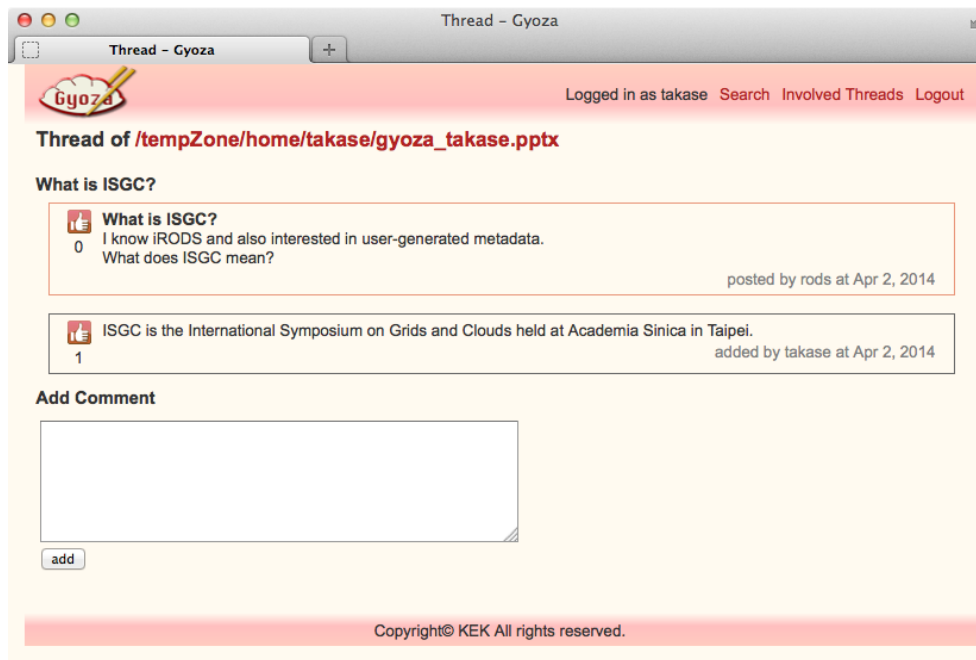 Thread – Gyoza
Thread – Gyoza
Gyoza
Logged in as takase Search Involved Threads Logout
Thread of /tempZone/home/takase/gyoza_takase.pptx
What is ISGC?
What is ISGC?
I know iRODS and also interested in user-generated metadata.
0
What does ISGC mean?
posted by rods at Apr 2, 2014
ISGC is the International Symposium on Grids and Clouds held at Academia Sinica in Taipei.
1
added by takase at Apr 2, 2014
Add Comment
add
Copyright© KEK All rights reserved.